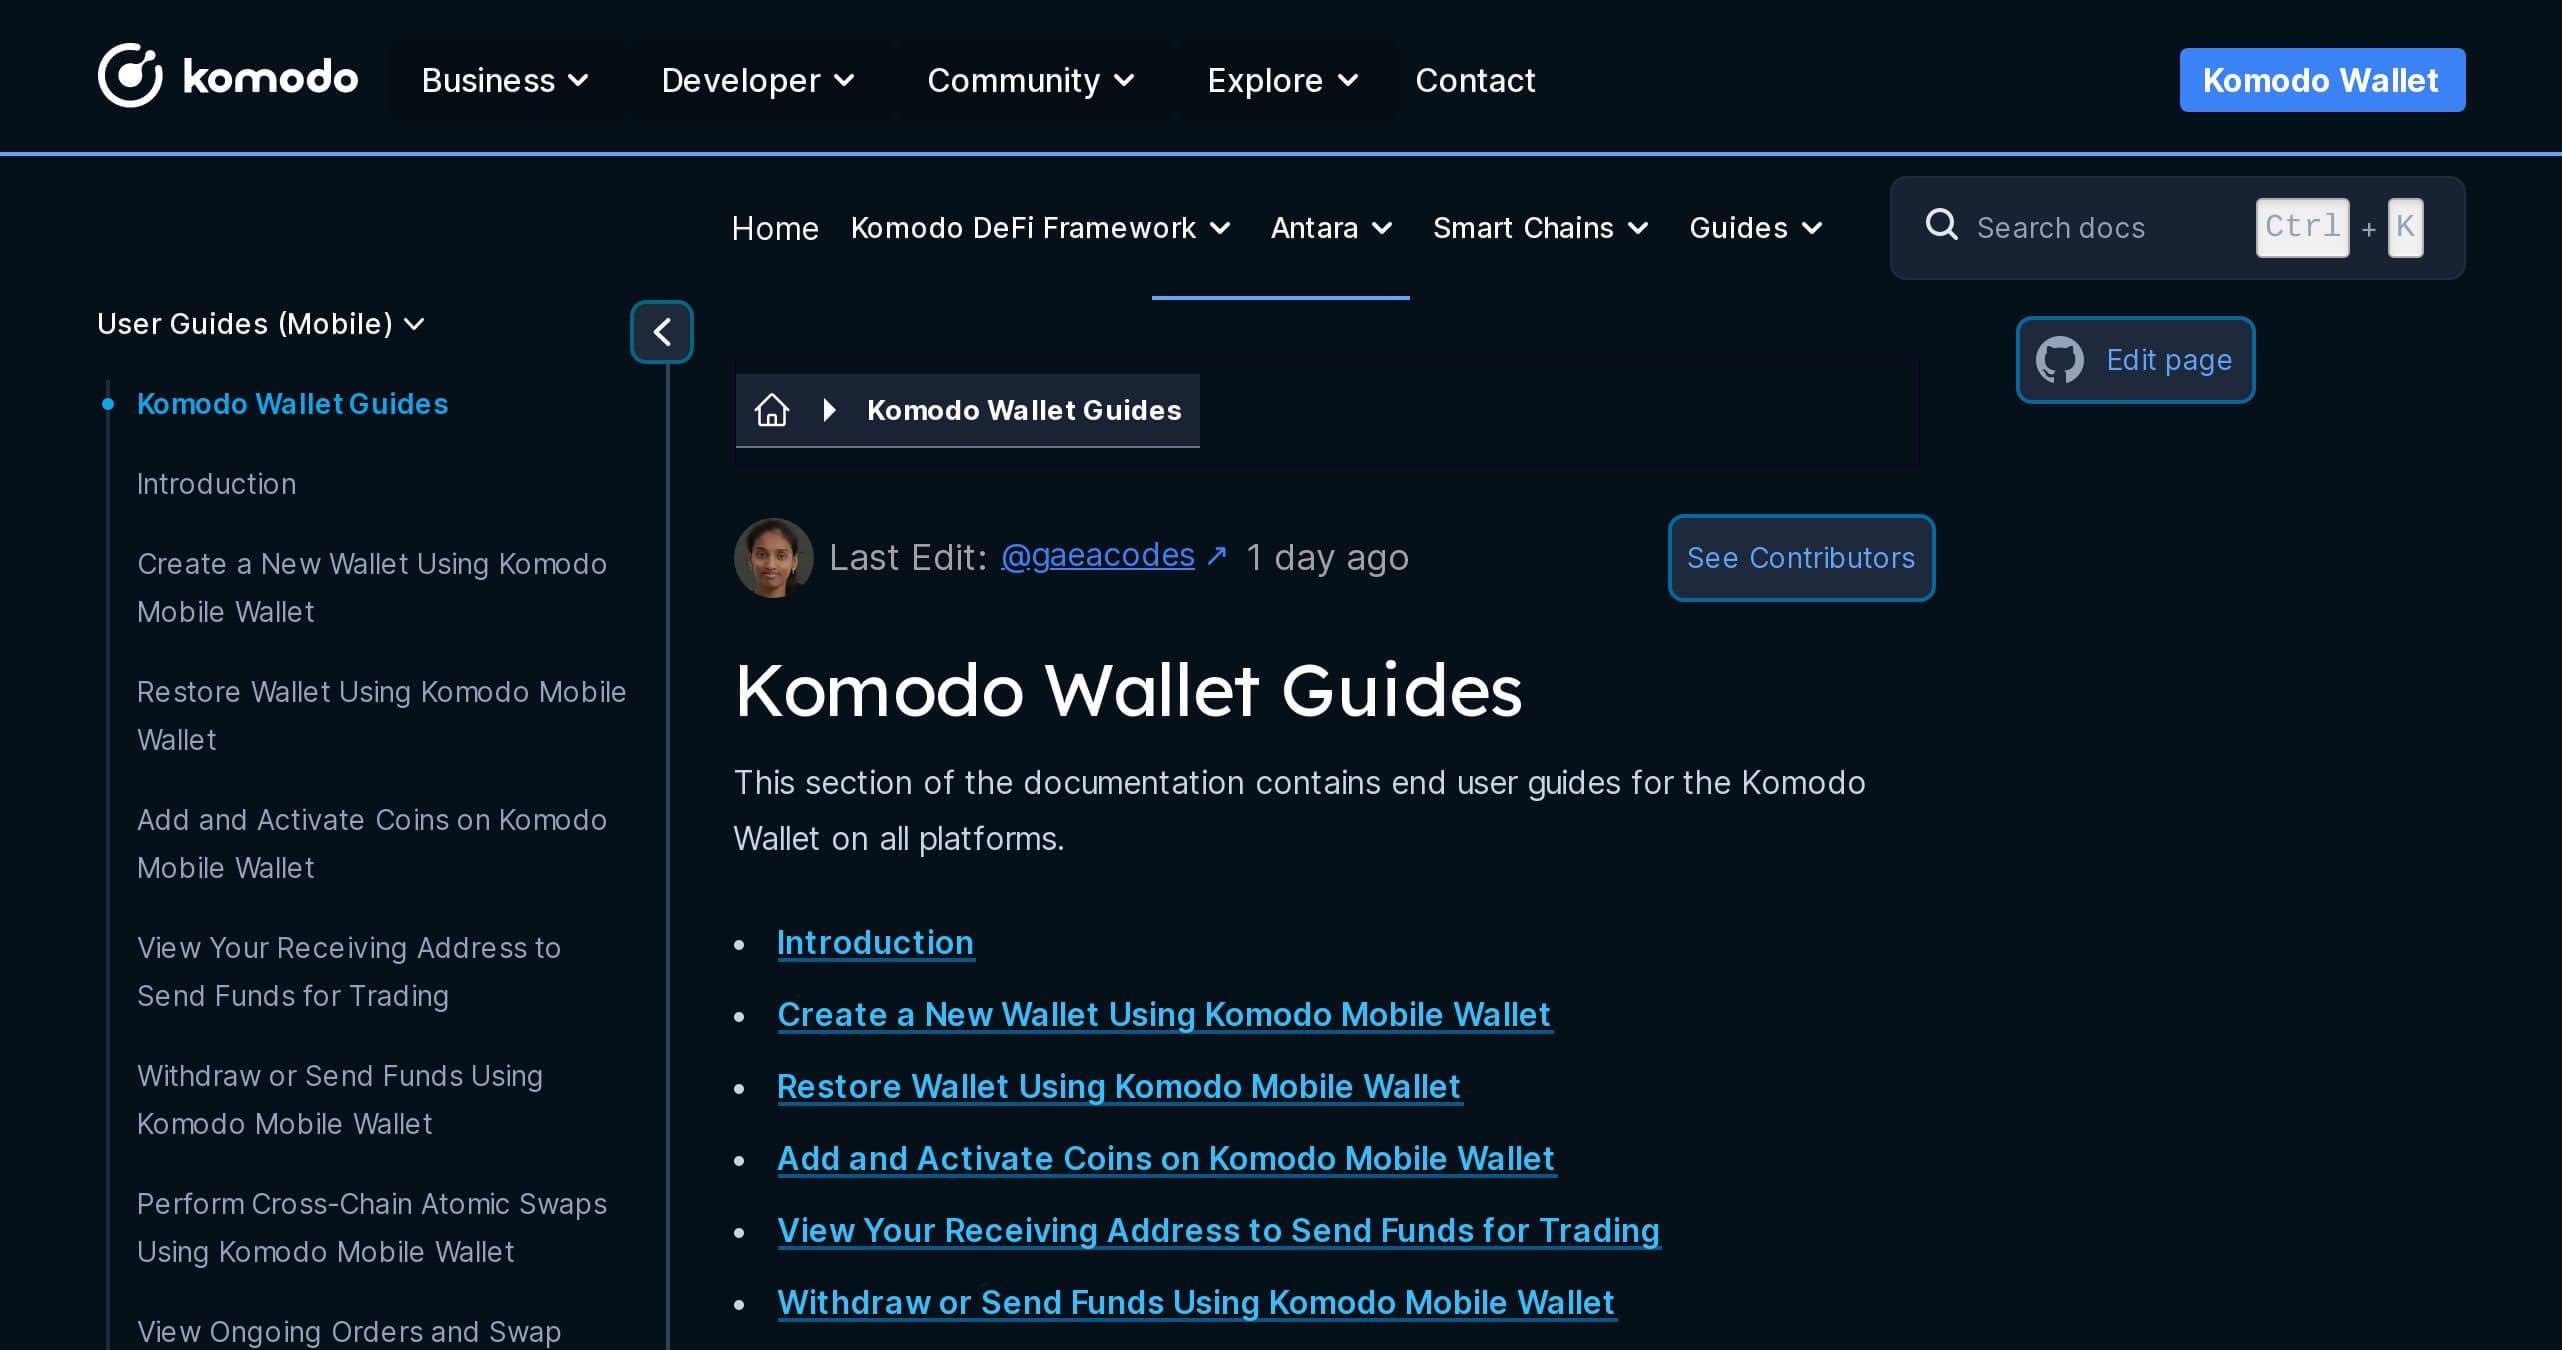 komodo
Business
Developer
Community
Explore
Contact
Komodo Wallet
Home
Komodo DeFi Framework
Antara
Smart Chains
Guides
Search docs
Ctrl + K
User Guides (Mobile)
Komodo Wallet Guides
Introduction
Create a New Wallet Using Komodo
Mobile Wallet
Restore Wallet Using Komodo Mobile
Wallet
Add and Activate Coins on Komodo
Mobile Wallet
View Your Receiving Address to
Send Funds for Trading
Withdraw or Send Funds Using
Komodo Mobile Wallet
Perform Cross-Chain Atomic Swaps
Using Komodo Mobile Wallet
View Ongoing Orders and Swap
Edit page
Komodo Wallet Guides
Last Edit: @gaeacodes ↗ 1 day ago
See Contributors
Komodo Wallet Guides
This section of the documentation contains end user guides for the Komodo
Wallet on all platforms.
• Introduction
• Create a New Wallet Using Komodo Mobile Wallet
• Restore Wallet Using Komodo Mobile Wallet
• Add and Activate Coins on Komodo Mobile Wallet
• View Your Receiving Address to Send Funds for Trading
• Withdraw or Send Funds Using Komodo Mobile Wallet